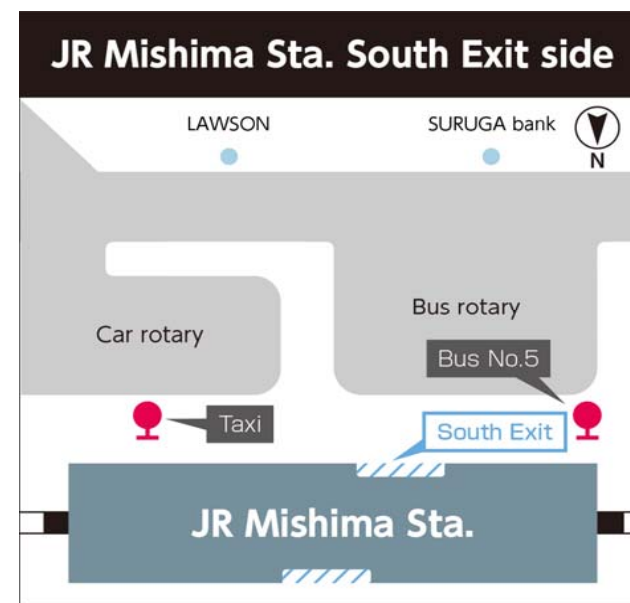 JR Mishima Sta. South Exit side
LAWSON
SURUGA bank
N
Bus rotary
Car rotary
Bus No.5
Taxi
South Exit
JR Mishima Sta.